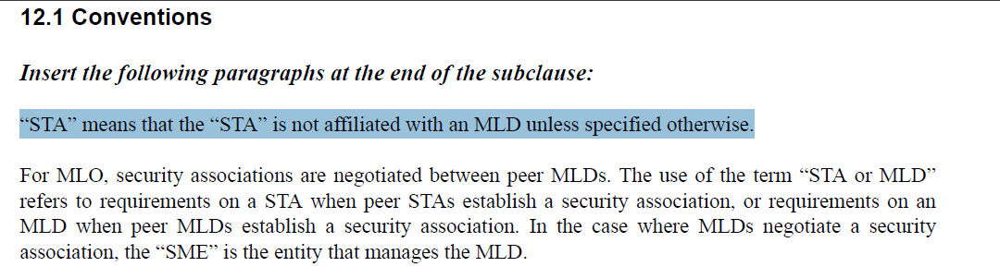 12.1 Conventions
Insert the following paragraphs at the end of the subclause:
“STA” means that the “STA” is not affiliated with an MLD unless specified otherwise.
For MLO, security associations are negotiated between peer MLDs. The use of the term “STA or MLD”
refers to requirements on a STA when peer STAs establish a security association, or requirements on an
MLD when peer MLDs establish a security association. In the case where MLDs negotiate a security
association, the “SME” is the entity that manages the MLD.